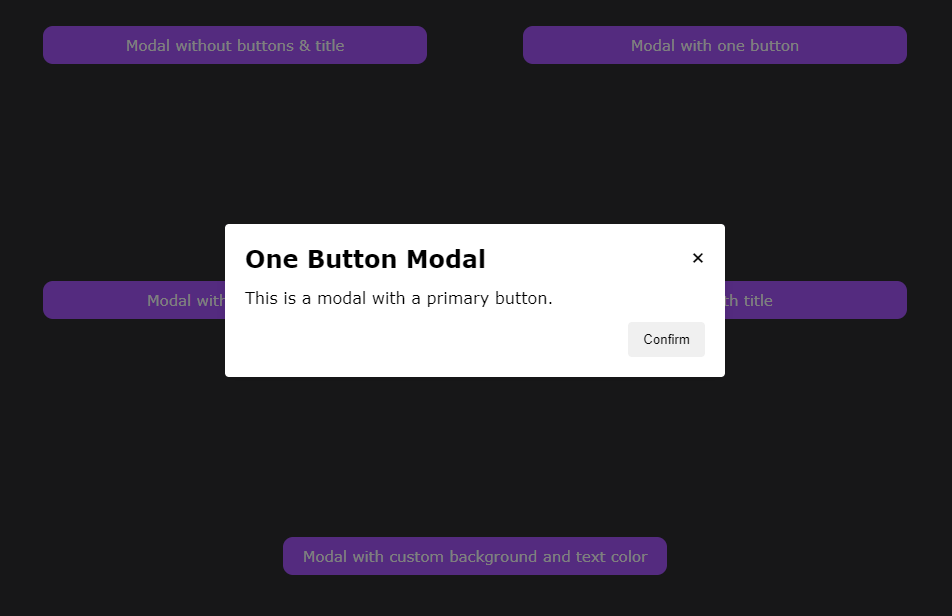 Modal without buttons & title
Modal with one button
One Button Modal
×
This is a modal with a primary button.
Modal with
th title
Confirm
Modal with custom background and text color